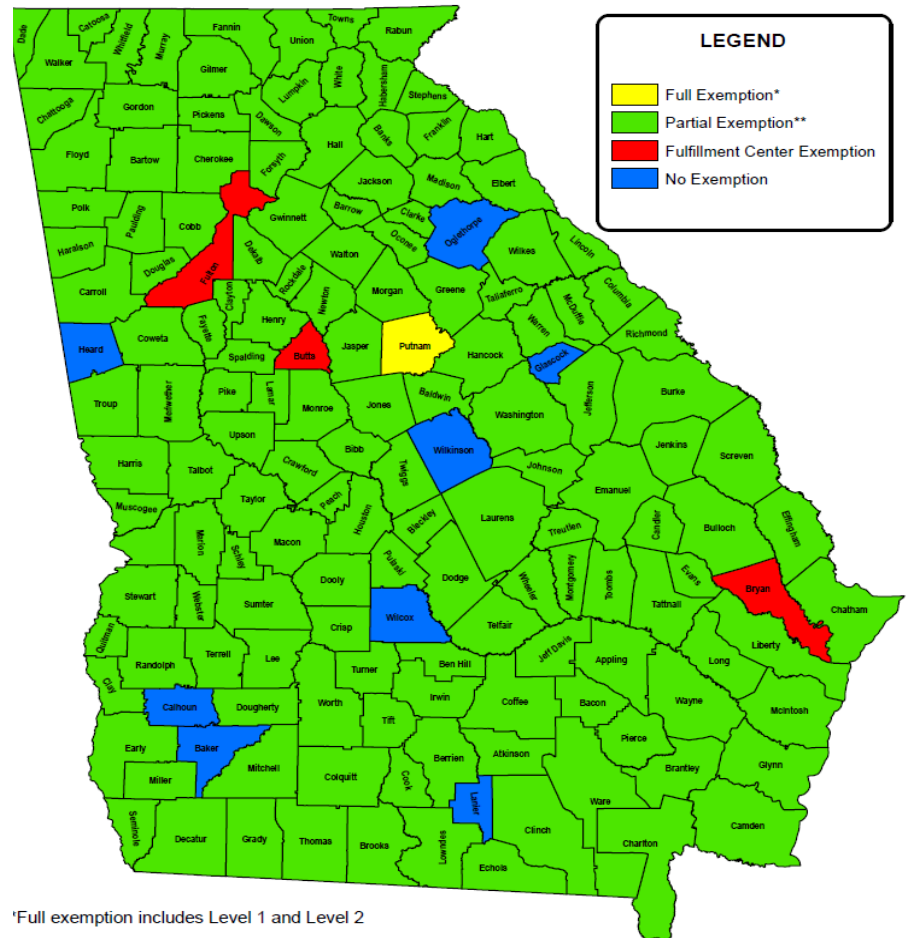 LEGEND
Full Exemption*
Partial Exemption**
Fulfillment Center Exemption
No Exemption
Dade
Catoosa
Whitfield
Murray
Fannin
Towns
Union
Rabun
Walker
Gilmer
Lumpkin
White
Habersham
Stephens
Chattooga
Gordon
Pickens
Dawson
Banks
Franklin
Hart
Hall
Floyd
Bartow
Cherokee
Forsyth
Jackson
Madison
Elbert
Polk
Paulding
Cobb
Gwinnett
Barrow
Clarke
Oglethorpe
Oconee
Haralson
Douglas
Fulton
Dekalb
Walton
Wilkes
Lincoln
Rockdale
Carroll
Clayton
Newton
Morgan
Greene
Taliaferro
McDuffie
Columbia
Warren
Richmond
Heard
Coweta
Fayette
Henry
Spalding
Butts
Jasper
Putnam
Hancock
Glascock
Jefferson
Burke
Troup
Meriwether
Pike
Lamar
Monroe
Jones
Baldwin
Washington
Upson
Wilkinson
Jenkins
Screven
Harris
Talbot
Crawford
Bibb
Twiggs
Johnson
Emanuel
Muscogee
Taylor
Peach
Houston
Bleckley
Laurens
Treutlen
Candler
Bulloch
Effingham
Marion
Schley
Macon
Pulaski
Dodge
Wheeler
Montgomery
Toombs
Evans
Bryan
Chatham
Stewart
Webster
Sumter
Dooly
Wilcox
Telfair
Tattnall
Liberty
Crisp
Quitman
Randolph
Terrell
Lee
Turner
Ben Hill
Jeff Davis
Appling
Long
Clay
Calhoun
Dougherty
Worth
Irwin
Coffee
Bacon
Wayne
McIntosh
Tift
Early
Baker
Mitchell
Pierce
Berrien
Atkinson
Brantley
Glynn
Miller
Colquitt
Cook
Lanier
Ware
Seminole
Decatur
Grady
Thomas
Brooks
Lowndes
Clinch
Charlton
Camden
Echols
*Full exemption includes Level 1 and Level 2